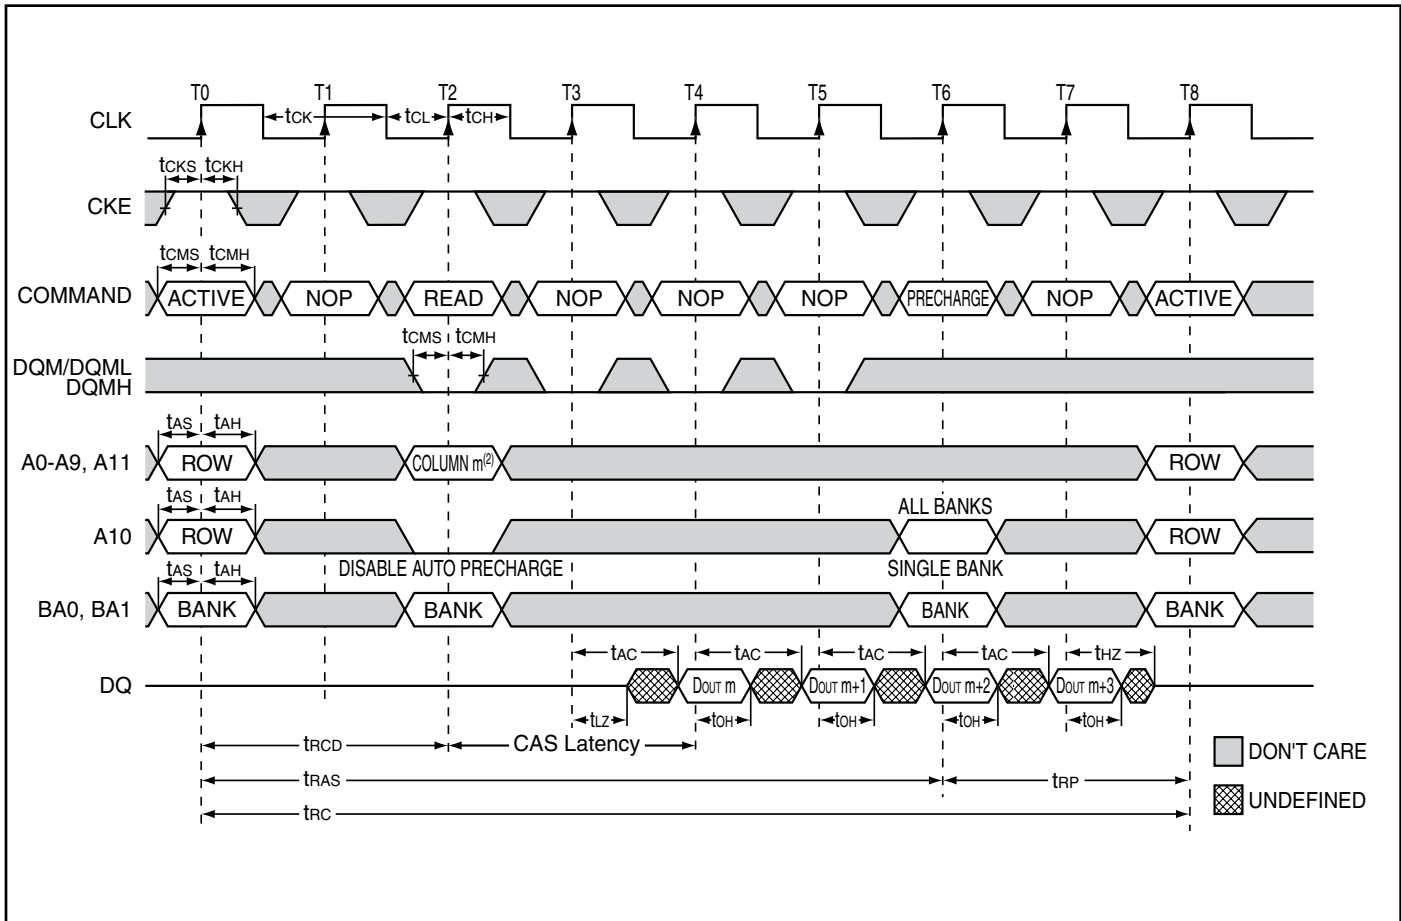 T0 T1 T2 T3 T4 T5 T6 T7 T8
CLK
tCK tCL tCH
tCKS tCKH
CKE
tCMS tCMH
COMMAND ACTIVE NOP READ NOP NOP NOP PRECHARGE NOP ACTIVE
tCMS tCMH
DQM/DQML
DQMH
tAS tAH
A0-A9, A11 ROW COLUMN m(2) ROW
tAS tAH ALL BANKS
A10 ROW ROW
DISABLE AUTO PRECHARGE SINGLE BANK
tAS tAH
BA0, BA1 BANK BANK BANK BANK
tAC tAC tAC tAC tHZ
DQ DOUT m DOUT m+1 DOUT m+2 DOUT m+3
tLZ tOH tOH tOH tOH
tRCD CAS Latency
DON'T CARE
tRAS tRP
UNDEFINED
tRC